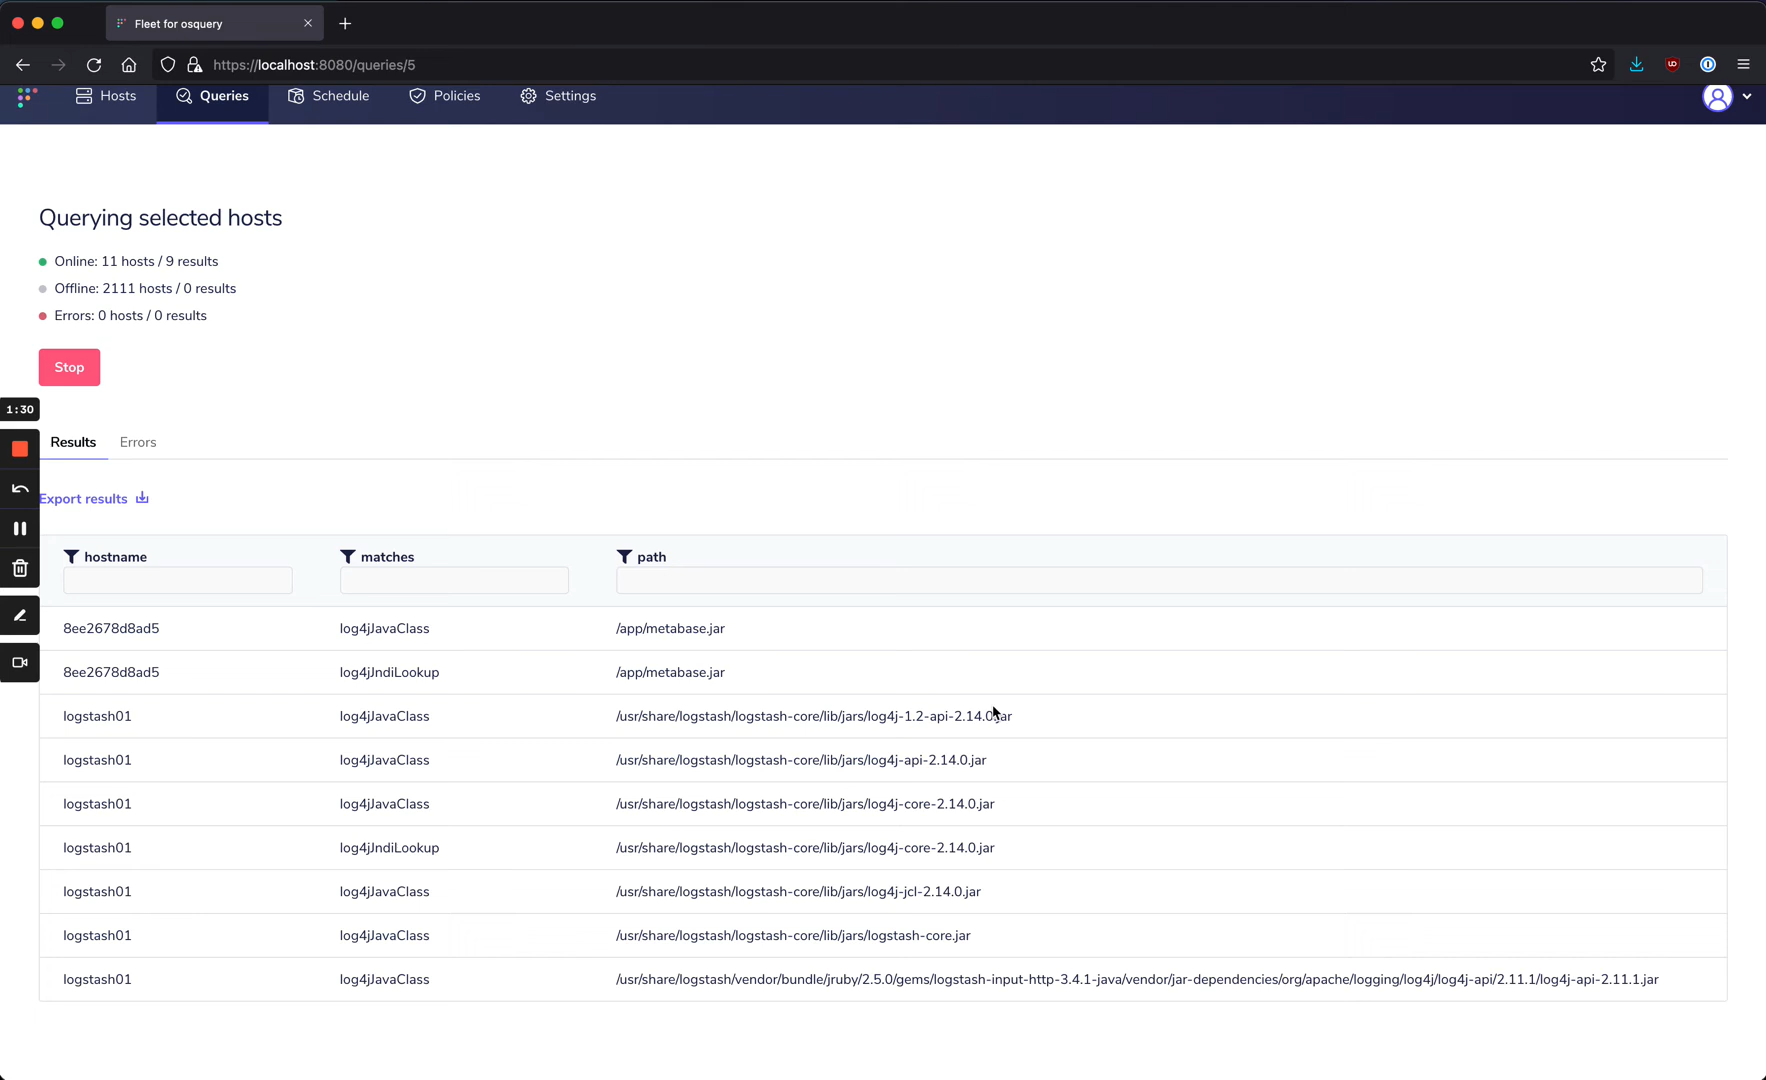 Fleet for osquery
https://localhost:8080/queries/5
Hosts Queries Schedule Policies Settings
Querying selected hosts
Online: 11 hosts / 9 results
Offline: 2111 hosts / 0 results
Errors: 0 hosts / 0 results
Stop
1:30
Results Errors
Export results
hostname matches path
8ee2678d8ad5 log4jJavaClass /app/metabase.jar
8ee2678d8ad5 log4jJndiLookup /app/metabase.jar
logstash01 log4jJavaClass /usr/share/logstash/logstash-core/lib/jars/log4j-1.2-api-2.14.0.jar
logstash01 log4jJavaClass /usr/share/logstash/logstash-core/lib/jars/log4j-api-2.14.0.jar
logstash01 log4jJavaClass /usr/share/logstash/logstash-core/lib/jars/log4j-core-2.14.0.jar
logstash01 log4jJndiLookup /usr/share/logstash/logstash-core/lib/jars/log4j-core-2.14.0.jar
logstash01 log4jJavaClass /usr/share/logstash/logstash-core/lib/jars/log4j-jcl-2.14.0.jar
logstash01 log4jJavaClass /usr/share/logstash/logstash-core/lib/jars/logstash-core.jar
logstash01 log4jJavaClass /usr/share/logstash/vendor/bundle/jruby/2.5.0/gems/logstash-input-http-3.4.1-java/vendor/jar-dependencies/org/apache/logging/log4j/log4j-api/2.11.1/log4j-api-2.11.1.jar